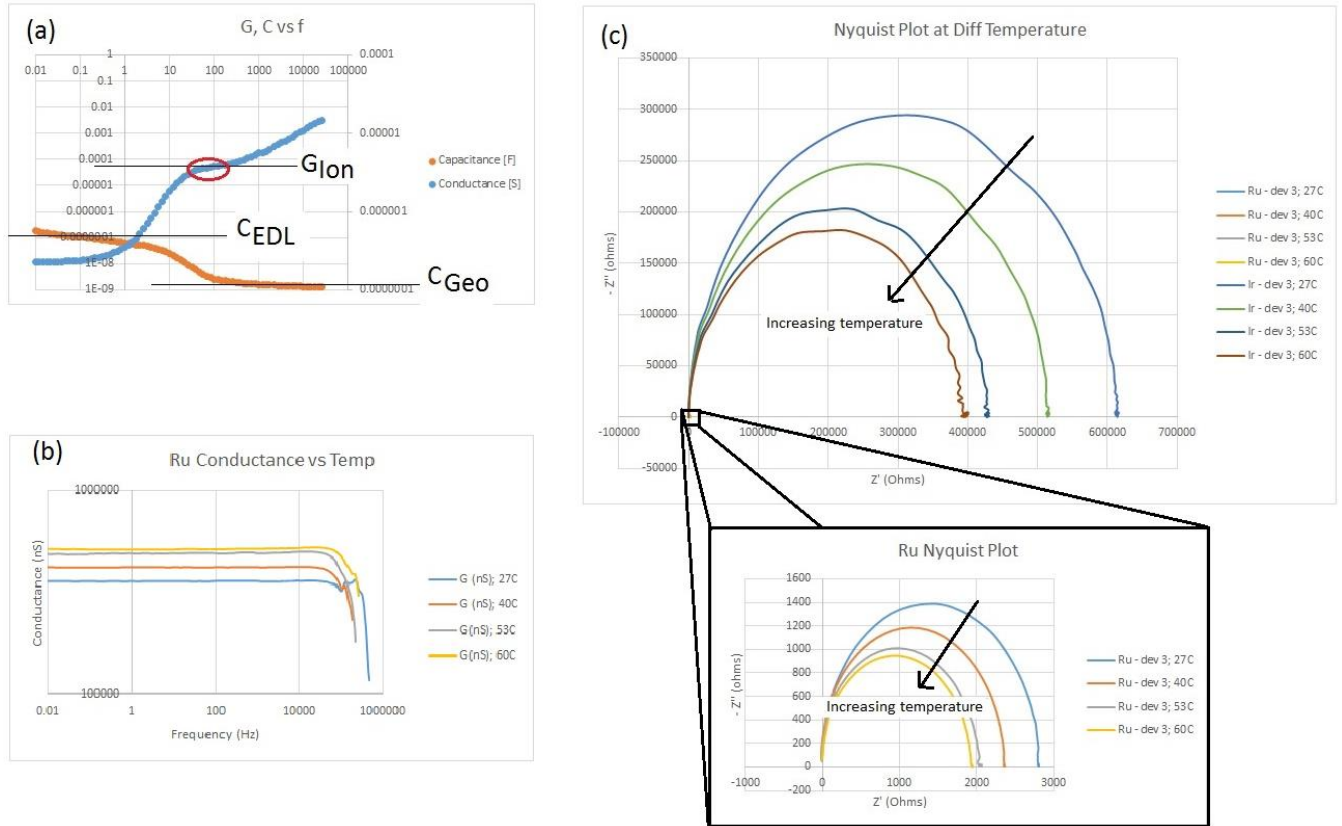 (a)
G, C vs f
1
0.0001
0.01 0.1 1 10 100 1000 10000 100000
0.1
0.01
0.001
0.00001
0.0001
GIon
0.00001
0.000001
0.000001
CEDL
0.0000001
1E-08
CGeo
1E-09
0.0000001
Capacitance [F]
Conductance [S]
(b)
Ru Conductance vs Temp
1000000
Conductance (nS)
100000
0.01 1 100 10000 1000000
Frequency (Hz)
G (nS); 27C
G (nS); 40C
G (nS); 53C
G (nS); 60C
(c)
Nyquist Plot at Diff Temperature
350000
300000
250000
200000
150000
100000
50000
0
-50000
- Z'' (ohms)
Increasing temperature
-100000 0 100000 200000 300000 400000 500000 600000 700000
Z' (Ohms)
Ru - dev 3; 27C
Ru - dev 3; 40C
Ru - dev 3; 53C
Ru - dev 3; 60C
Ir - dev 3; 27C
Ir - dev 3; 40C
Ir - dev 3; 53C
Ir - dev 3; 60C
Ru Nyquist Plot
1600
1400
1200
1000
800
600
400
200
0
-200
- Z'' (ohms)
Increasing temperature
-1000 0 1000 2000 3000
Z' (Ohms)
Ru - dev 3; 27C
Ru - dev 3; 40C
Ru - dev 3; 53C
Ru - dev 3; 60C